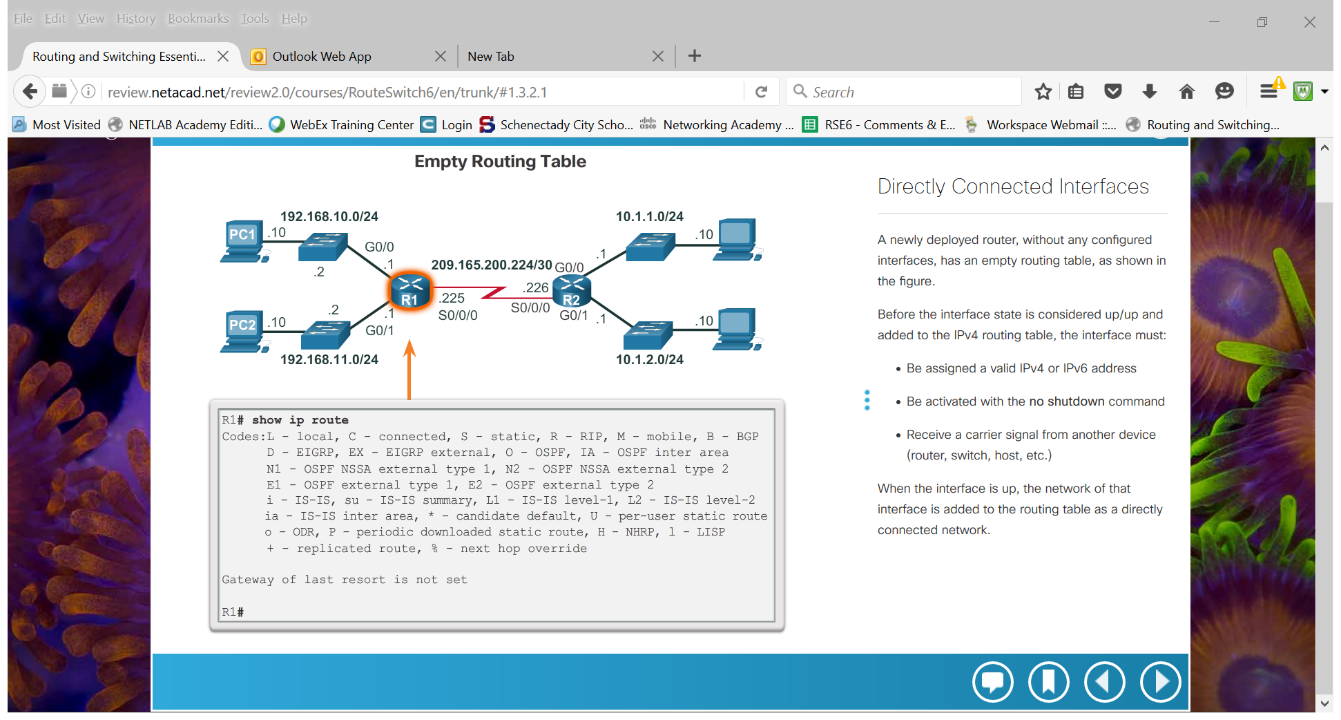 File Edit View History Bookmarks Tools Help
Routing and Switching Essenti... Outlook Web App New Tab
review.netacad.net/review2.0/courses/RouteSwitch6/en/trunk/#1.3.2.1 Search
Most Visited NETLAB Academy Editi... WebEx Training Center Login Schenectady City Scho... Networking Academy ... RSE6 - Comments & E... Workspace Webmail ::... Routing and Switching...
Empty Routing Table
192.168.10.0/24 10.1.1.0/24
PC1 .10 G0/0 .1 .2
209.165.200.224/30 G0/0 .1 .10
R1 .225 S0/0/0 .226 S0/0/0 R2
PC2 .10 .2 .1 G0/1 G0/1 .1 .10
192.168.11.0/24 10.1.2.0/24
R1# show ip route
Codes:L - local, C - connected, S - static, R - RIP, M - mobile, B - BGP
D - EIGRP, EX - EIGRP external, O - OSPF, IA - OSPF inter area
N1 - OSPF NSSA external type 1, N2 - OSPF NSSA external type 2
E1 - OSPF external type 1, E2 - OSPF external type 2
i - IS-IS, su - IS-IS summary, L1 - IS-IS level-1, L2 - IS-IS level-2
ia - IS-IS inter area, * - candidate default, U - per-user static route
o - ODR, P - periodic downloaded static route, H - NHRP, l - LISP
+ - replicated route, % - next hop override
Gateway of last resort is not set
R1#
Directly Connected Interfaces
A newly deployed router, without any configured
interfaces, has an empty routing table, as shown in
the figure.
Before the interface state is considered up/up and
added to the IPv4 routing table, the interface must:
• Be assigned a valid IPv4 or IPv6 address
• Be activated with the no shutdown command
• Receive a carrier signal from another device
(router, switch, host, etc.)
When the interface is up, the network of that
interface is added to the routing table as a directly
connected network.